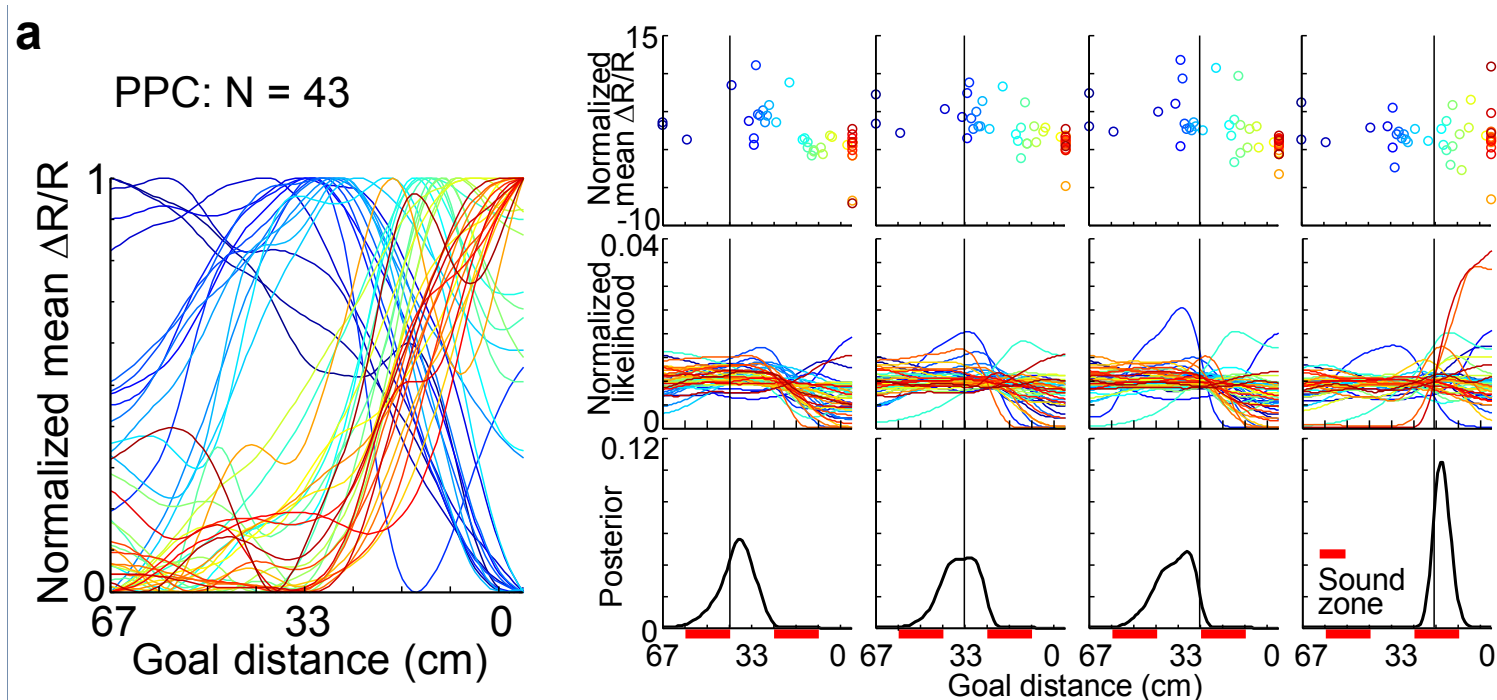 a
PPC: N = 43
Normalized mean ΔR/R
1
0
67 33 0
Goal distance (cm)
Normalized
mean ΔR/R
15
-10
Normalized
likelihood
0.04
0
Posterior
0.12
0
Sound
zone
67 33 0 67 33 0 67 33 0 67 33 0
Goal distance (cm)